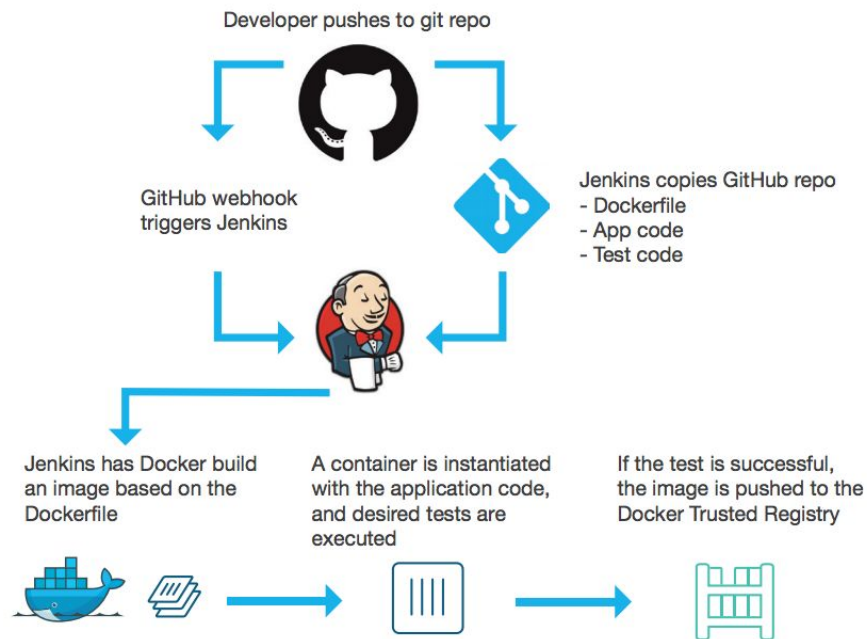 Developer pushes to git repo
GitHub webhook
triggers Jenkins
Jenkins copies GitHub repo
- Dockerfile
- App code
- Test code
Jenkins has Docker build
an image based on the
Dockerfile
A container is instantiated
with the application code,
and desired tests are
executed
If the test is successful,
the image is pushed to the
Docker Trusted Registry